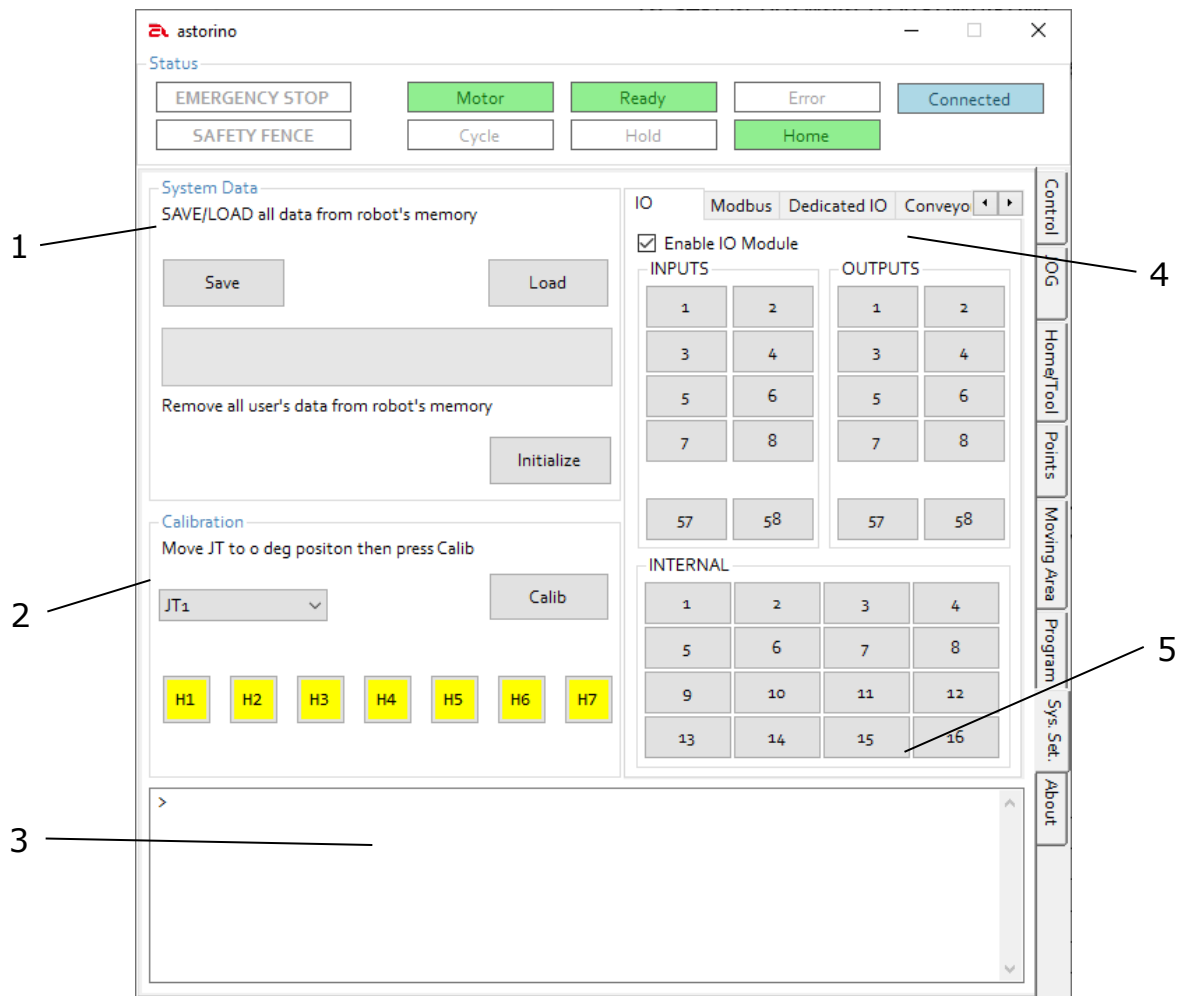 astorino
Status
EMERGENCY STOP Motor Ready Error Connected
SAFETY FENCE Cycle Hold Home
System Data
SAVE/LOAD all data from robot's memory
Save Load
Remove all user's data from robot's memory
Initialize
Calibration
Move JT to 0 deg positon then press Calib
JT1 Calib
H1 H2 H3 H4 H5 H6 H7
>
IO Modbus Dedicated IO Conveyo
Enable IO Module
INPUTS OUTPUTS
1 2 1 2
3 4 3 4
5 6 5 6
7 8 7 8
57 58 57 58
INTERNAL
1 2 3 4
5 6 7 8
9 10 11 12
13 14 15 16
Control
JOG
Home/Tool
Points
Moving Area
Program
Sys. Set.
About
1
2
3
4
5